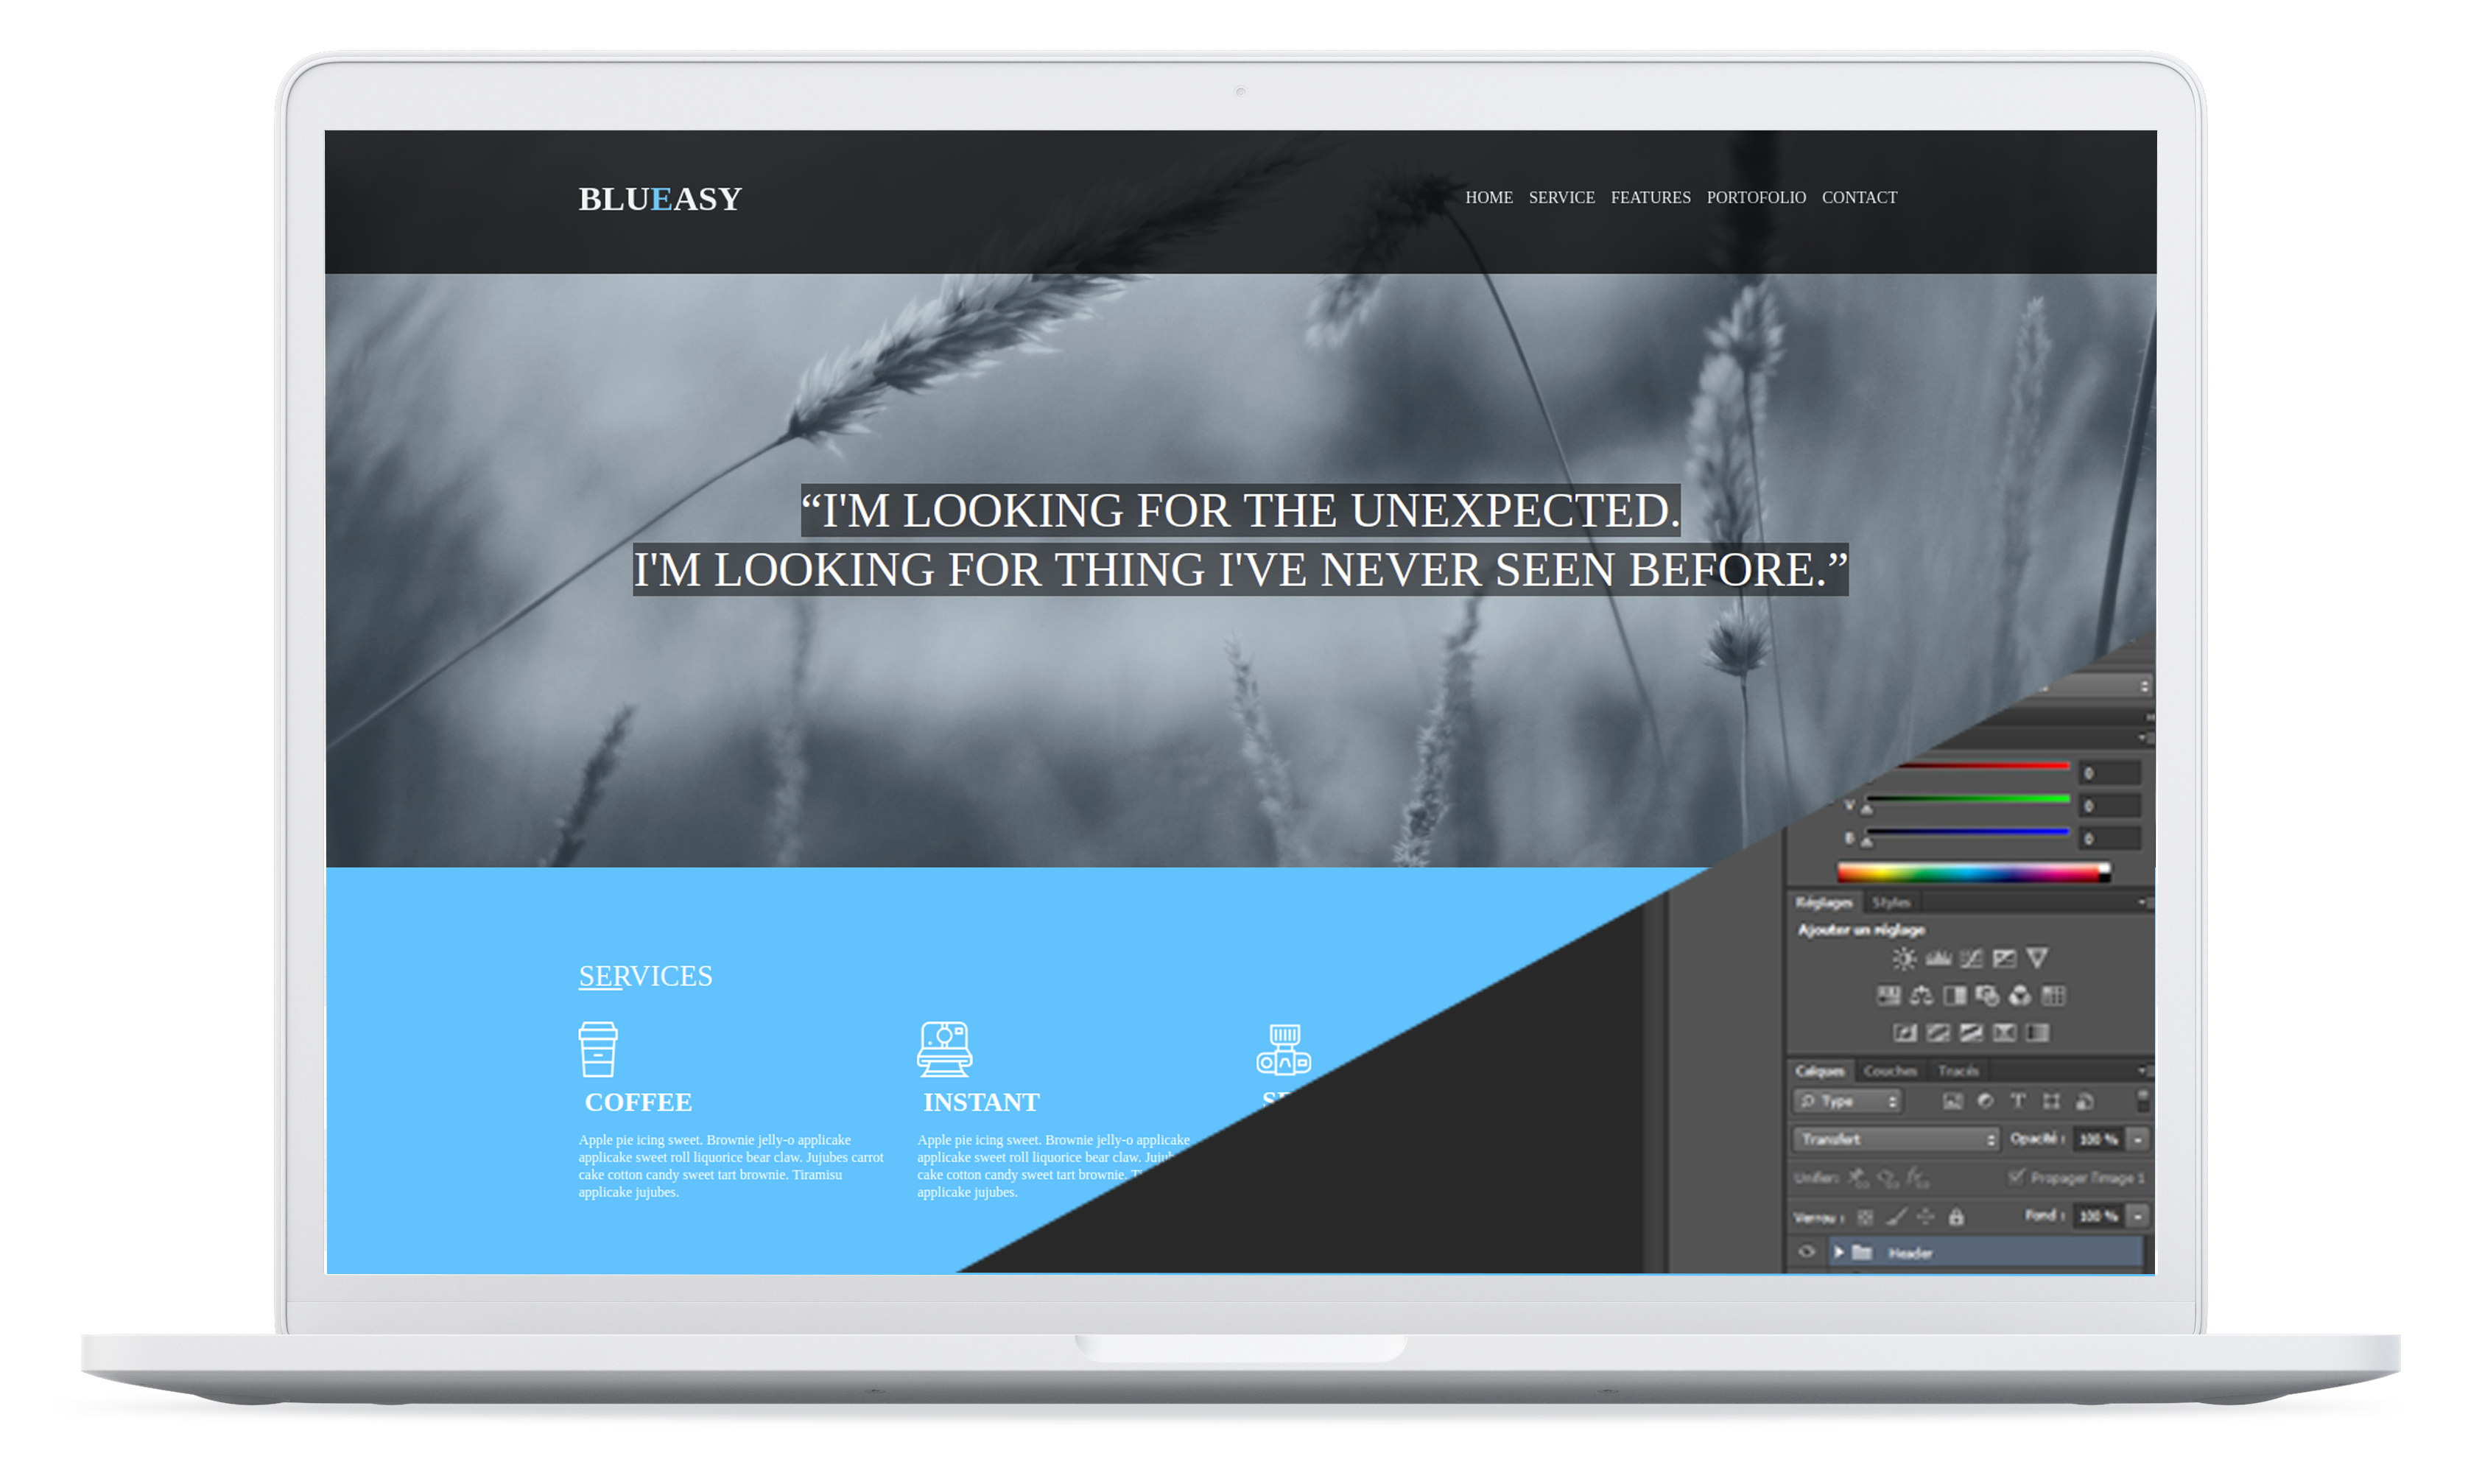 BLUEASY
HOME SERVICE FEATURES PORTOFOLIO CONTACT
“I'M LOOKING FOR THE UNEXPECTED.
I'M LOOKING FOR THING I'VE NEVER SEEN BEFORE.”
0
V 0
B 0
Réglages Styles
Ajouter un réglage
SERVICES
COFFEE
Apple pie icing sweet. Brownie jelly-o applicake
applicake sweet roll liquorice bear claw. Jujubes carrot
cake cotton candy sweet tart brownie. Tiramisu
applicake jujubes.
INSTANT
Apple pie icing sweet. Brownie jelly-o applicake
applicake sweet roll liquorice bear claw.
cake cotton candy sweet tart brownie.
applicake jujubes.
Calques Couches Tracés
Type
Transfert Opacité : 100 %
Unifier : Propager l'image 1
Verrou : Fond : 100 %
Header